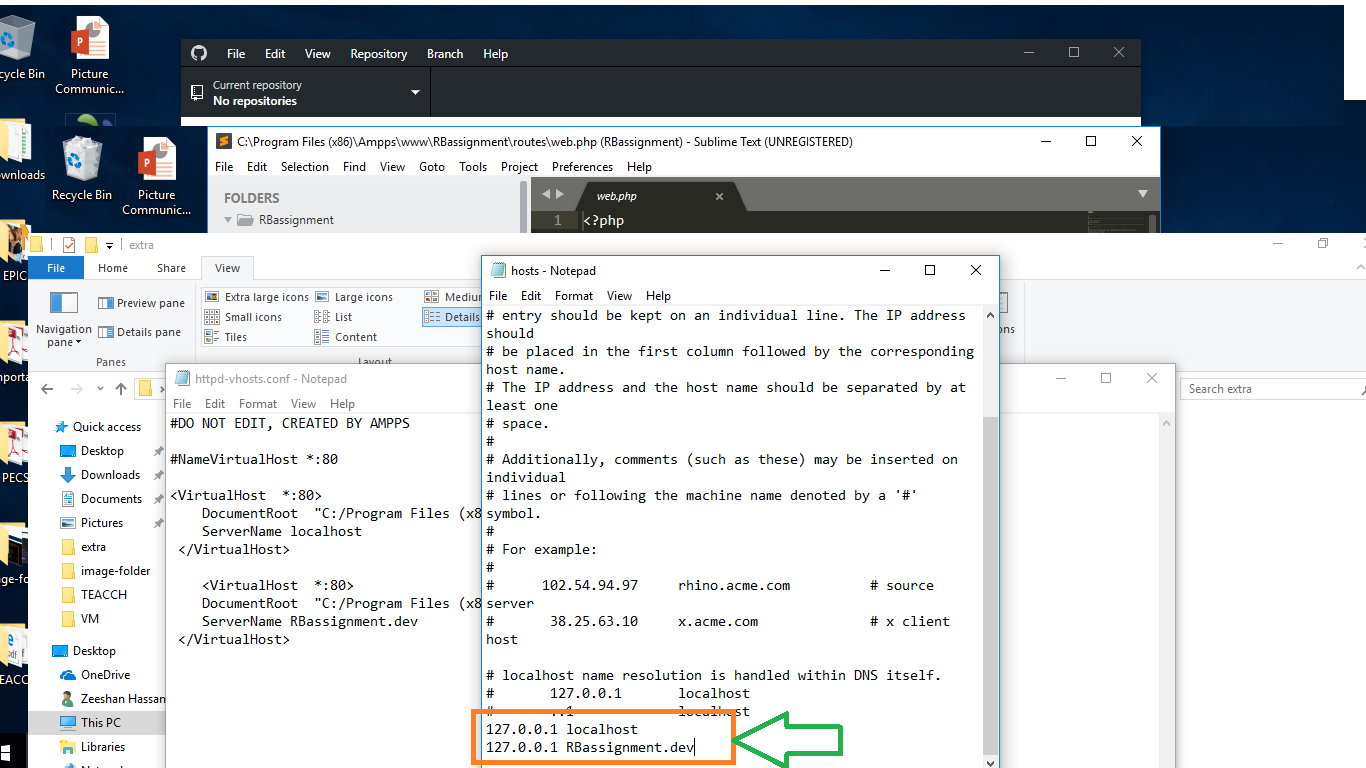 cycle Bin
Picture
Communic...
File Edit View Repository Branch Help
Current repository
No repositories
wnloads
Recycle Bin
Picture
Communic...
C:\Program Files (x86)\Ampps\www\RBassignment\routes\web.php (RBassignment) - Sublime Text (UNREGISTERED)
File Edit Selection Find View Goto Tools Project Preferences Help
FOLDERS
RBassignment
web.php
1 <?php
EPIC
PECS
extra
File Home Share View
Navigation
pane
Preview pane
Details pane
Panes
Extra large icons
Large icons
Mediu
Small icons
List
Details
Tiles
Content
Layout
ons
Search extra
Quick access
Desktop
Downloads
Documents
Pictures
extra
image-folder
TEACCH
VM
Desktop
OneDrive
Zeeshan Hassan
This PC
Libraries
httpd-vhosts.conf - Notepad
File Edit Format View Help
#DO NOT EDIT, CREATED BY AMPPS
#NameVirtualHost *:80
<VirtualHost *:80>
DocumentRoot "C:/Program Files (x8
ServerName localhost
</VirtualHost>
<VirtualHost *:80>
DocumentRoot "C:/Program Files (x8
ServerName RBassignment.dev
</VirtualHost>
hosts - Notepad
File Edit Format View Help
# entry should be kept on an individual line. The IP address
should
# be placed in the first column followed by the corresponding
host name.
# The IP address and the host name should be separated by at
least one
# space.
#
# Additionally, comments (such as these) may be inserted on
individual
# lines or following the machine name denoted by a '#'
symbol.
#
# For example:
#
# 102.54.94.97 rhino.acme.com # source
server
# 38.25.63.10 x.acme.com # x client
host
# localhost name resolution is handled within DNS itself.
# 127.0.0.1 localhost
# ::1 localhost
127.0.0.1 localhost
127.0.0.1 RBassignment.dev